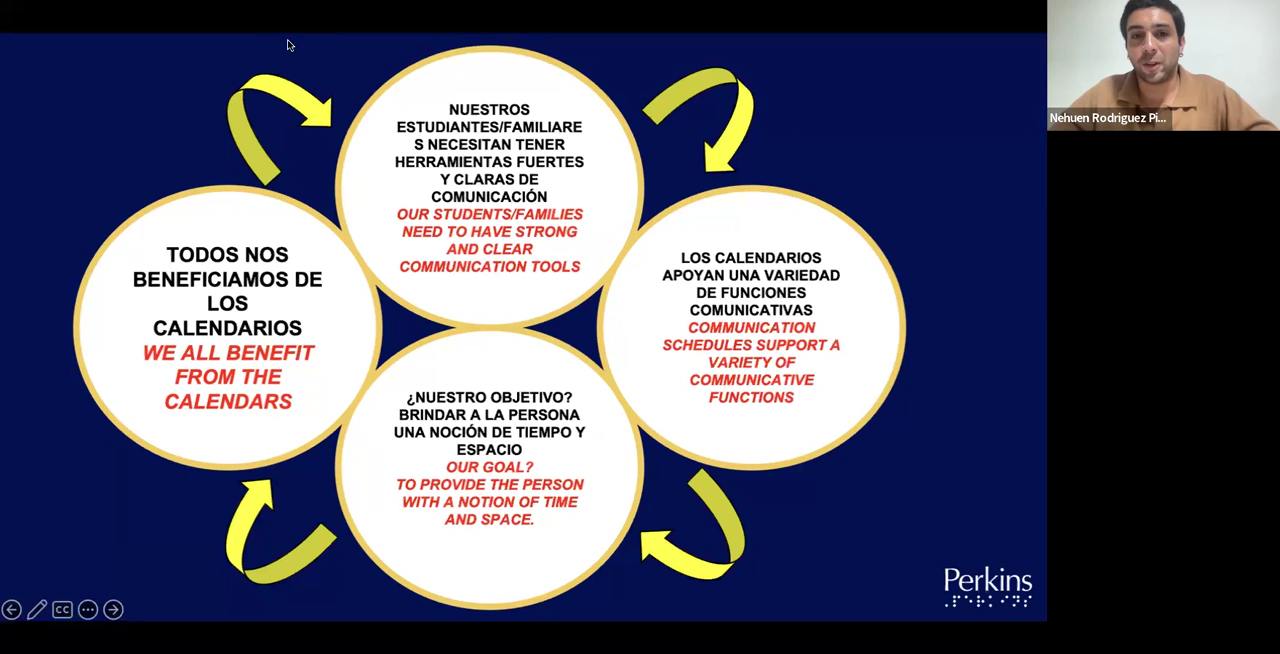 NUESTROS
ESTUDIANTES/FAMILIARE
S NECESITAN TENER
HERRAMIENTAS FUERTES
Y CLARAS DE
COMUNICACIÓN
OUR STUDENTS/FAMILIES
NEED TO HAVE STRONG
AND CLEAR
COMMUNICATION TOOLS
TODOS NOS
BENEFICIAMOS DE
LOS
CALENDARIOS
WE ALL BENEFIT
FROM THE
CALENDARS
LOS CALENDARIOS
APOYAN UNA VARIEDAD
DE FUNCIONES
COMUNICATIVAS
COMMUNICATION
SCHEDULES SUPPORT A
VARIETY OF
COMMUNICATIVE
FUNCTIONS
¿NUESTRO OBJETIVO?
BRINDAR A LA PERSONA
UNA NOCIÓN DE TIEMPO Y
ESPACIO
OUR GOAL?
TO PROVIDE THE PERSON
WITH A NOTION OF TIME
AND SPACE.
Nehuen Rodriguez Pi...
Perkins
CC